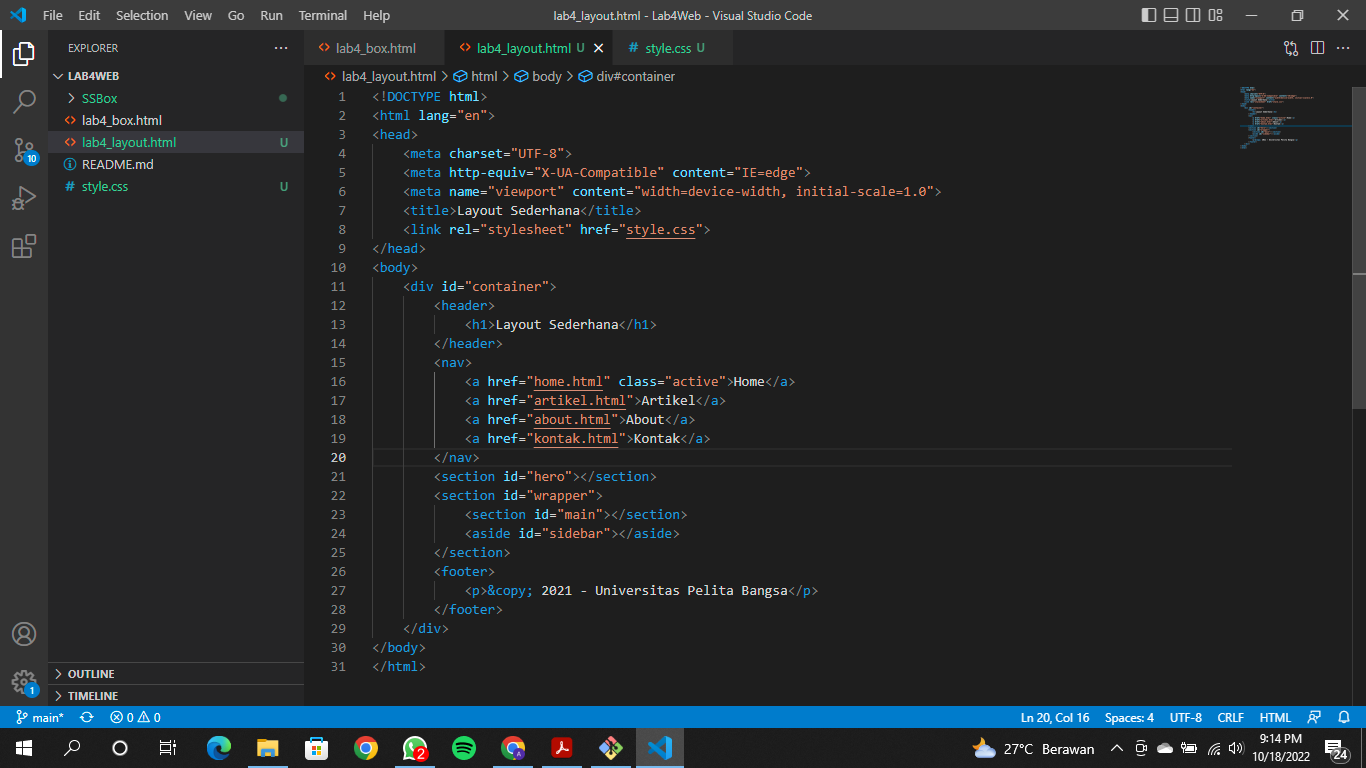 File Edit Selection View Go Run Terminal Help lab4_layout.html - Lab4Web - Visual Studio Code
EXPLORER
LAB4WEB
SSBox
lab4_box.html
lab4_layout.html U
README.md
style.css U
OUTLINE
TIMELINE
10
1
lab4_box.html lab4_layout.html U style.css U
lab4_layout.html > html > body > div#container
1 <!DOCTYPE html>
2 <html lang="en">
3 <head>
4 <meta charset="UTF-8">
5 <meta http-equiv="X-UA-Compatible" content="IE=edge">
6 <meta name="viewport" content="width=device-width, initial-scale=1.0">
7 <title>Layout Sederhana</title>
8 <link rel="stylesheet" href="style.css">
9 </head>
10 <body>
11 <div id="container">
12 <header>
13 <h1>Layout Sederhana</h1>
14 </header>
15 <nav>
16 <a href="home.html" class="active">Home</a>
17 <a href="artikel.html">Artikel</a>
18 <a href="about.html">About</a>
19 <a href="kontak.html">Kontak</a>
20 </nav>
21 <section id="hero"></section>
22 <section id="wrapper">
23 <section id="main"></section>
24 <aside id="sidebar"></aside>
25 </section>
26 <footer>
27 <p>&copy; 2021 - Universitas Pelita Bangsa</p>
28 </footer>
29 </div>
30 </body>
31 </html>
main* 0 0 Ln 20, Col 16 Spaces: 4 UTF-8 CRLF HTML
2 27°C Berawan 9:14 PM
10/18/2022 24